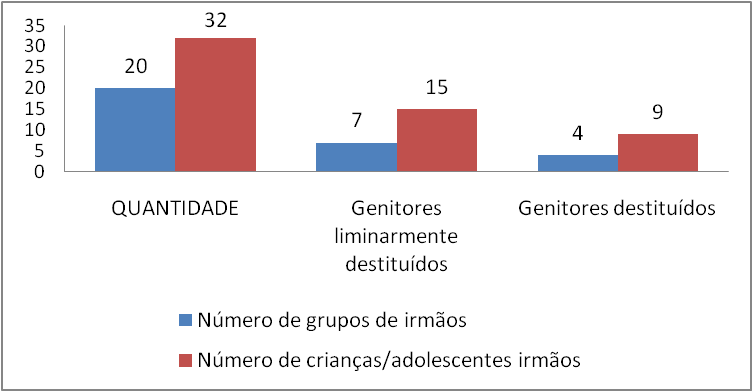 35
30
25
20
15
10
5
0
20
32
7
15
4
9
QUANTIDADE
Genitores
liminarmente
destituídos
Genitores destituídos
Número de grupos de irmãos
Número de crianças/adolescentes irmãos